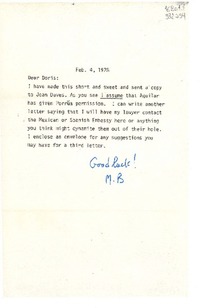 Feb. 4, 1975
Dear Doris:
I have made this short and sweet and sent a copy
to Joan Daves. As you see I assume that Aguilar
has given Porrúa permission. I can write another
letter saying that I will have my lawyer contact
the Mexican or Spanish Embassy here or anything
you think might dynamite them out of their hole.
I enclose an envelope for any suggestions you
may have for a third letter.
Good luck!
M.B